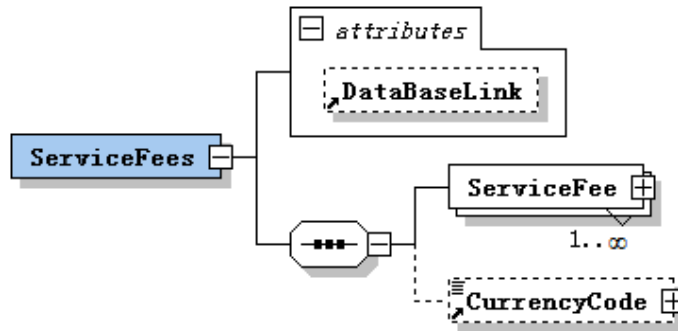 attributes
DataBaseLink
ServiceFees
ServiceFee
1..∞
CurrencyCode